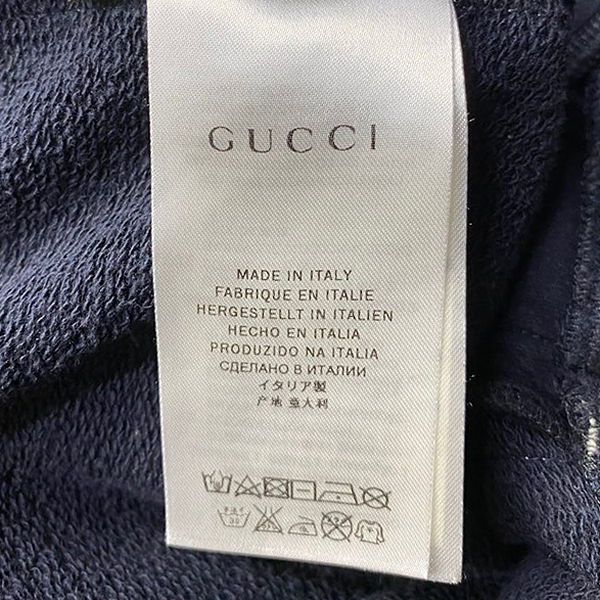 GUCCI
MADE IN ITALY
FABRIQUE EN ITALIE
HERGESTELLT IN ITALIEN
HECHO EN ITALIA
PRODUZIDO NA ITALIA
СДЕЛАНО В ИТАЛИИ
イタリア製
产地 意大利